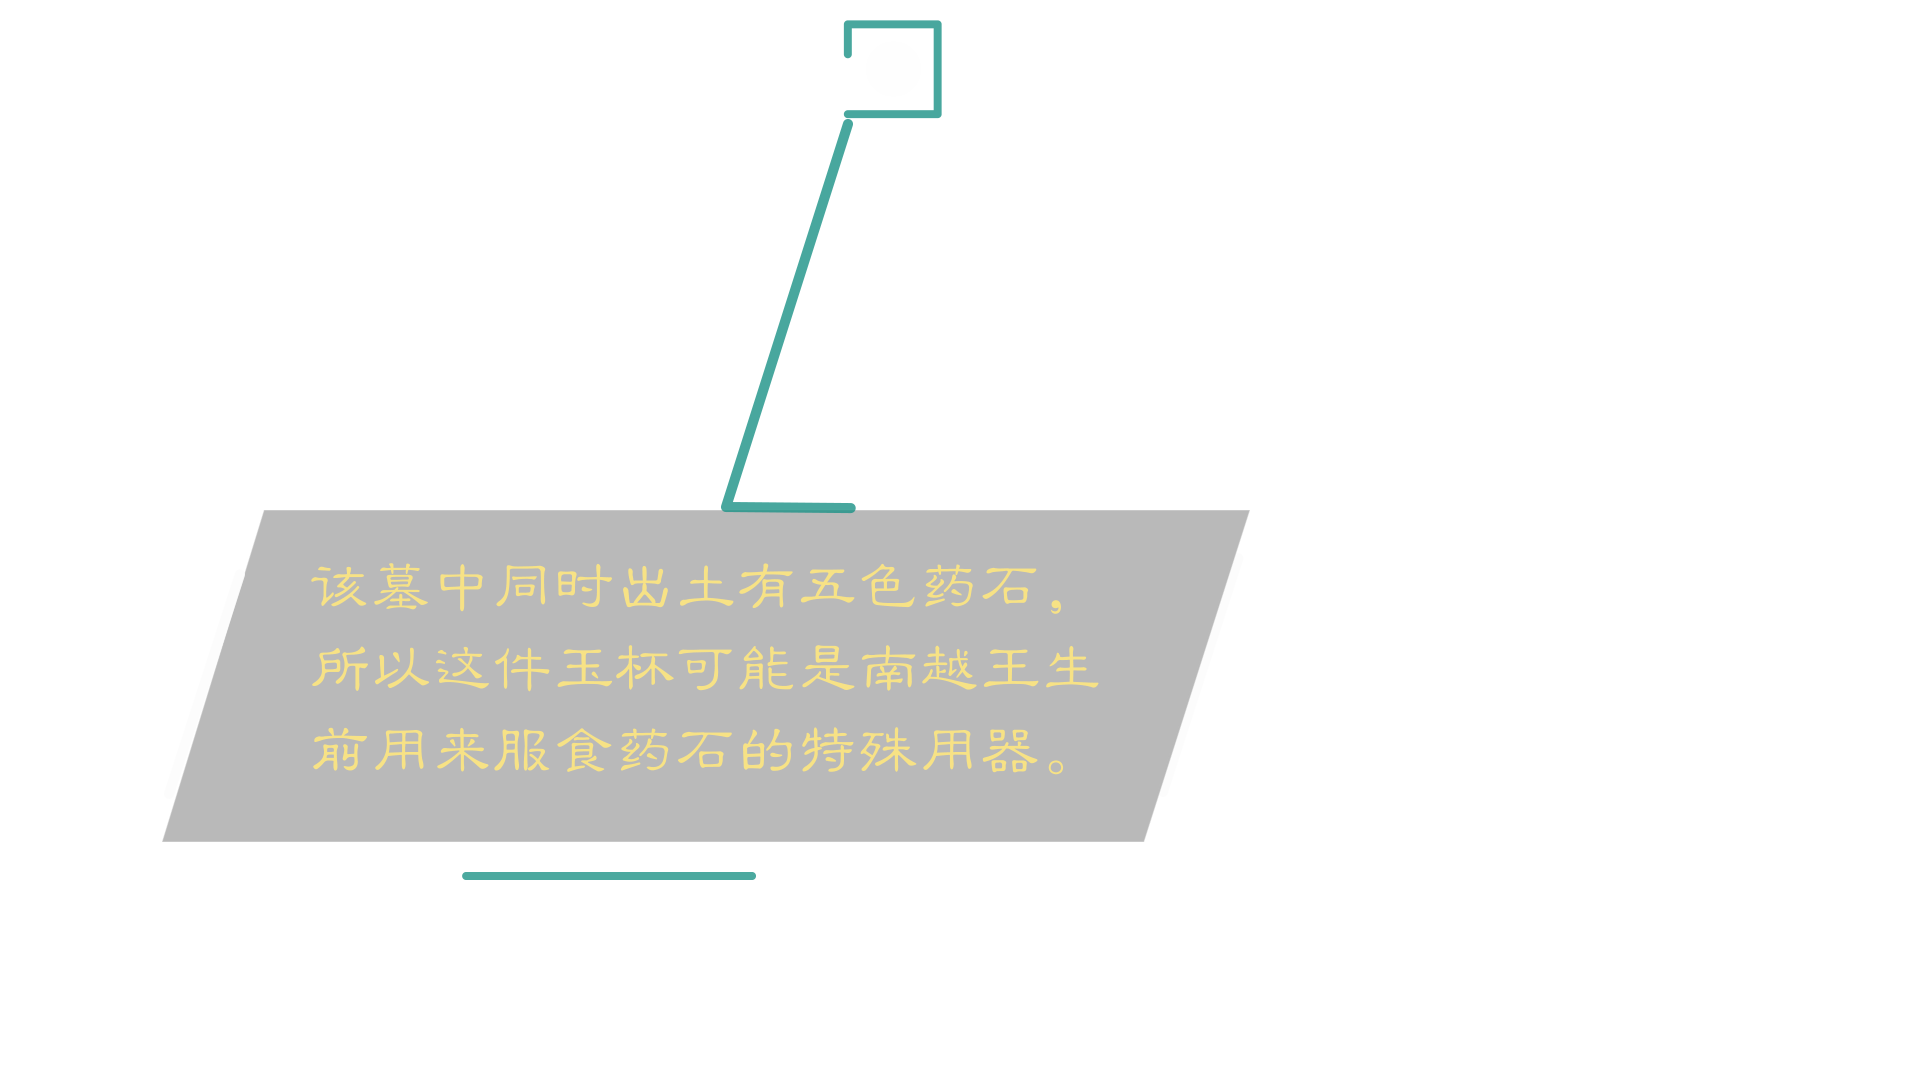 该墓中同时出土有五色药石，
所以这件玉杯可能是南越王生
前用来服食药石的特殊用器。